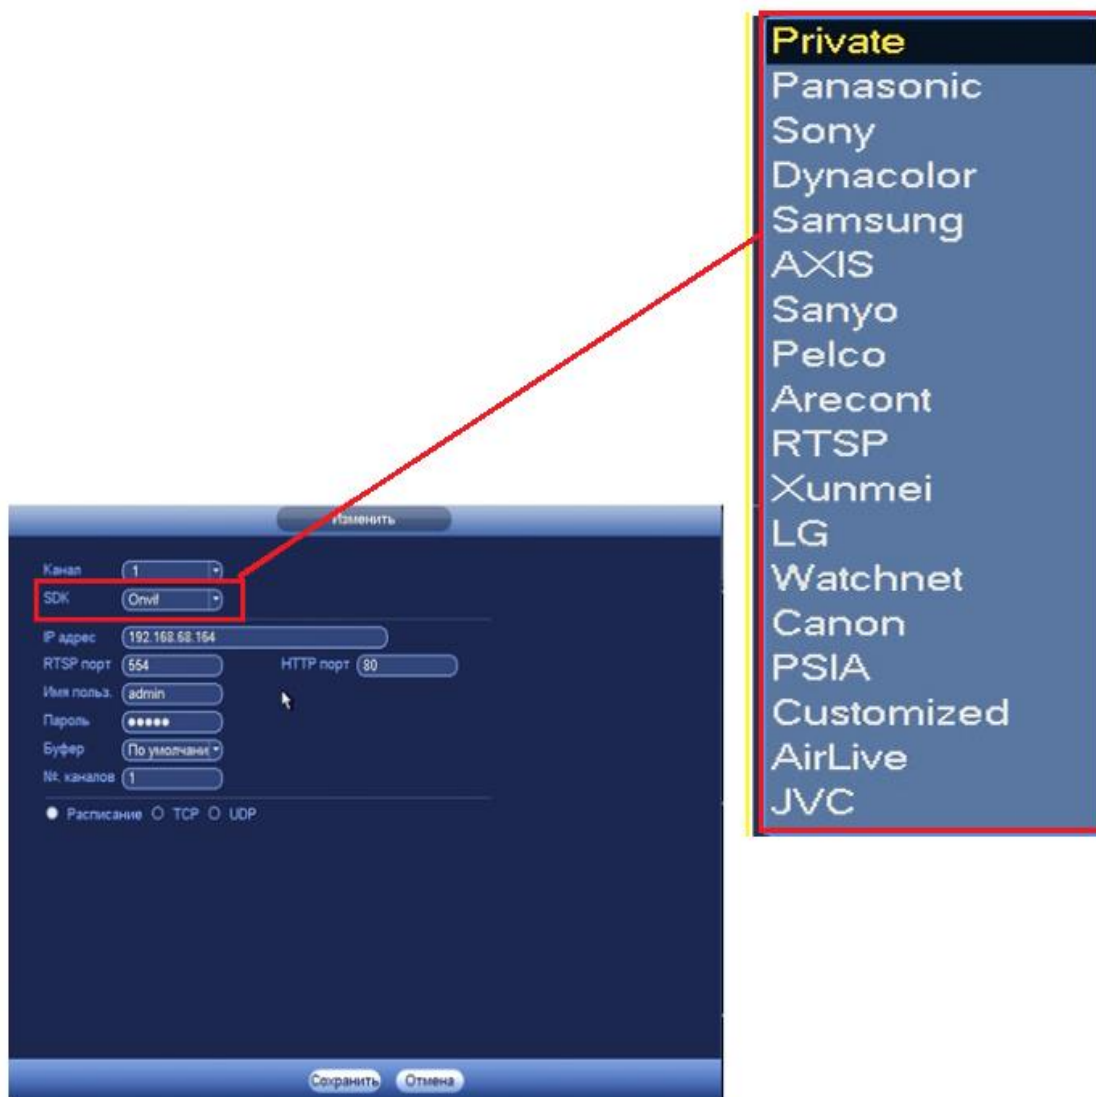 Private
Panasonic
Sony
Dynacolor
Samsung
AXIS
Sanyo
Pelco
Arecont
RTSP
Xunmei
LG
Watchnet
Canon
PSIA
Customized
AirLive
JVC
Изменить
Канал 1
SDK Onvif
IP адрес 192.168.68.164
RTSP порт 554 HTTP порт 80
Имя польз. admin
Пароль ●●●●●
Буфер По умолчани
№. каналов 1
Расписание TCP UDP
Сохранить Отмена